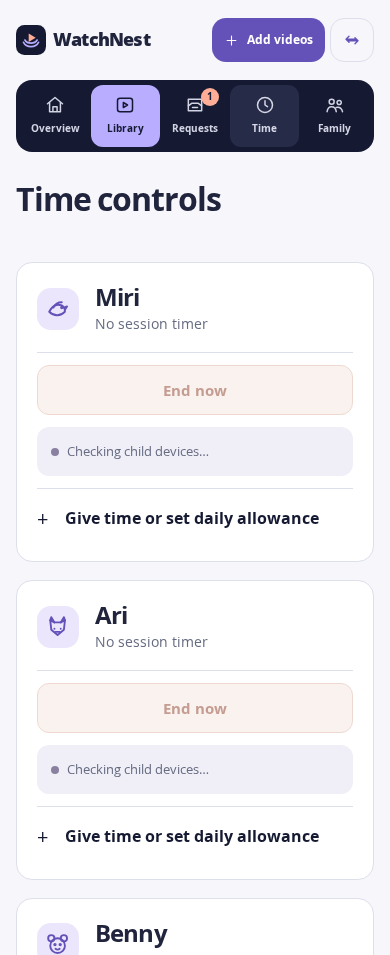 WatchNest
Add videos
Overview
Library
1
Requests
Time
Family
Time controls
Miri
No session timer
End now
Checking child devices...
+ Give time or set daily allowance
Ari
No session timer
End now
Checking child devices...
+ Give time or set daily allowance
Benny